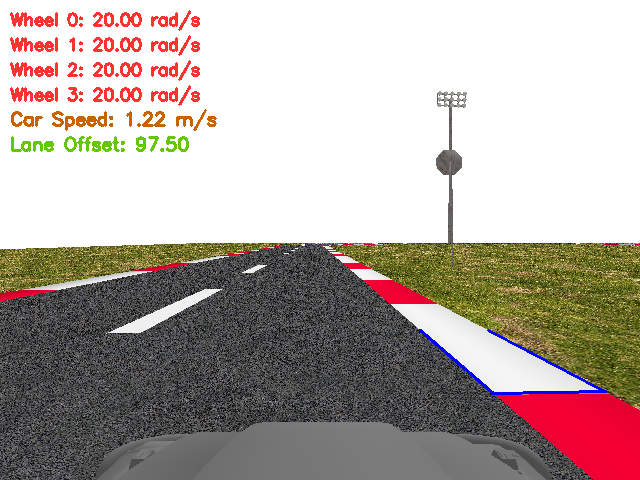 Wheel 0: 20.00 rad/s
Wheel 1: 20.00 rad/s
Wheel 2: 20.00 rad/s
Wheel 3: 20.00 rad/s
Car Speed: 1.22 m/s
Lane Offset: 97.50